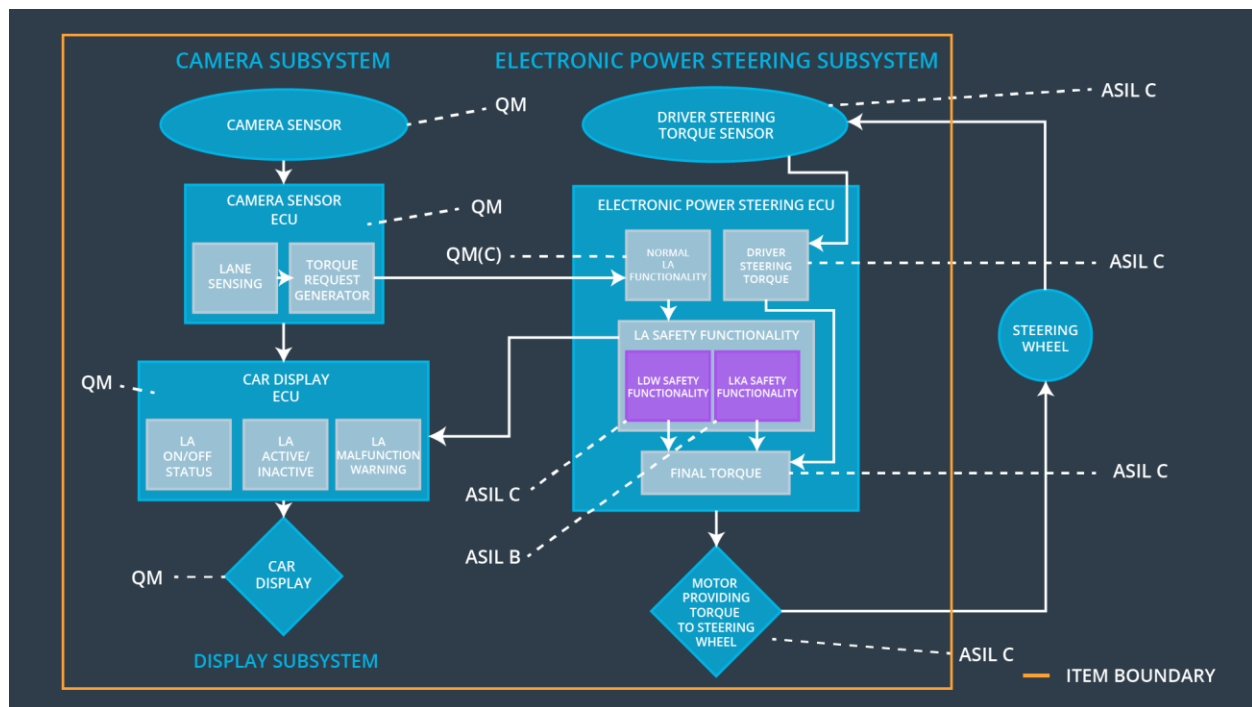 CAMERA SUBSYSTEM
ELECTRONIC POWER STEERING SUBSYSTEM
QM
ASIL C
CAMERA SENSOR
DRIVER STEERING
TORQUE SENSOR
CAMERA SENSOR
ECU
QM
ELECTRONIC POWER STEERING ECU
QM(C)
NORMAL
LA
FUNCTIONALITY
DRIVER
STEERING
TORQUE
ASIL C
LANE
SENSING
TORQUE
REQUEST
GENERATOR
LA SAFETY FUNCTIONALITY
STEERING
WHEEL
QM
CAR DISPLAY
ECU
LDW SAFETY
FUNCTIONALITY
LKA SAFETY
FUNCTIONALITY
LA
ON/OFF
STATUS
LA
ACTIVE/
INACTIVE
LA
MALFUNCTION
WARNING
FINAL TORQUE
ASIL C
ASIL C
ASIL B
QM
CAR
DISPLAY
MOTOR
PROVIDING
TORQUE
TO STEERING
WHEEL
DISPLAY SUBSYSTEM
ASIL C
ITEM BOUNDARY